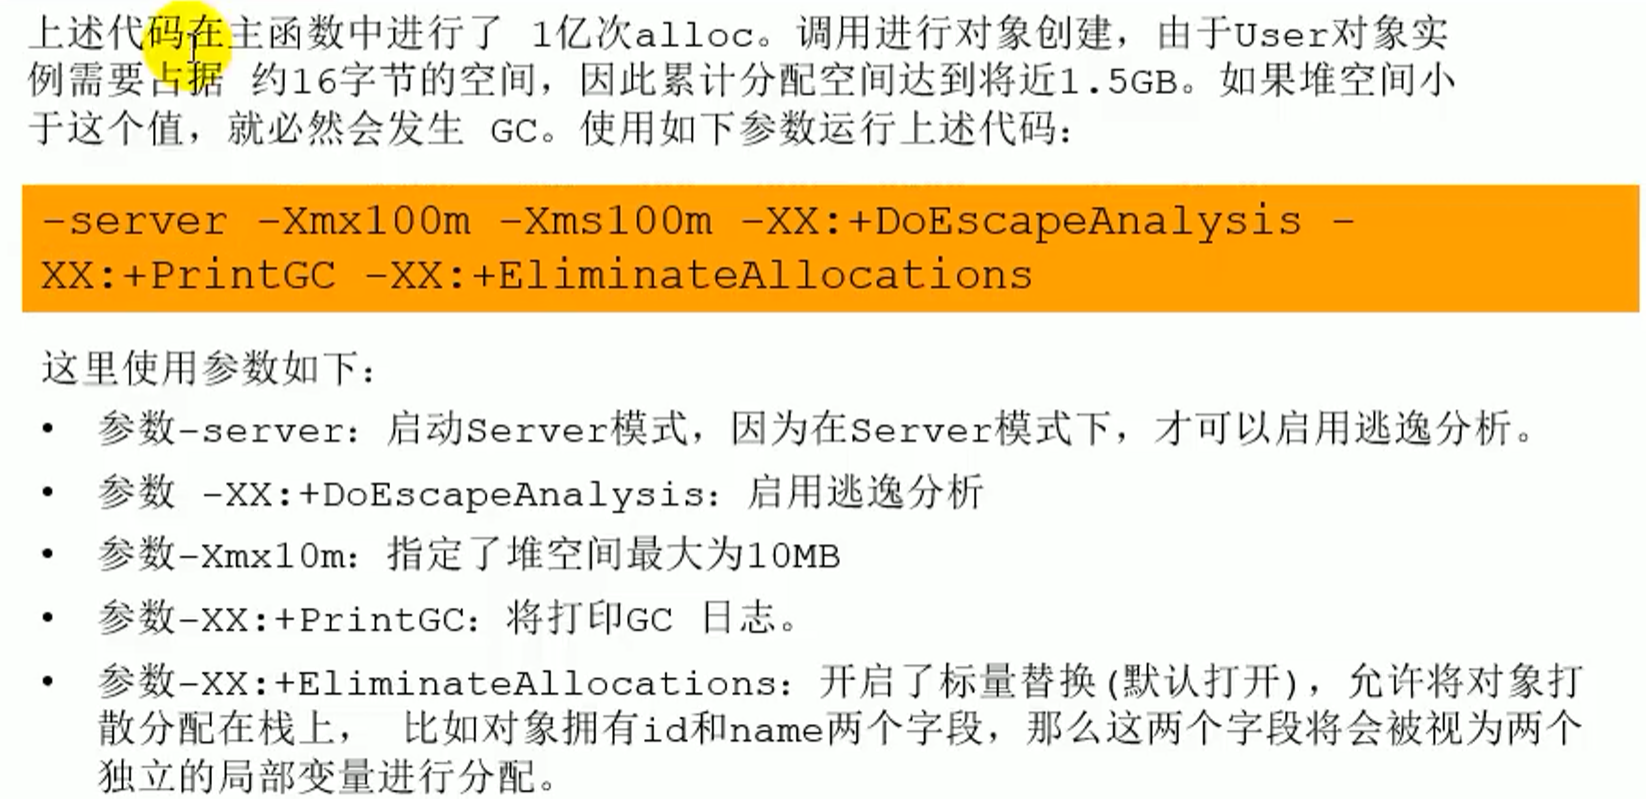 上述代码在主函数中进行了 1亿次alloc。调用进行对象创建，由于User对象实
例需要占据 约16字节的空间，因此累计分配空间达到将近1.5GB。如果堆空间小
于这个值，就必然会发生 GC。使用如下参数运行上述代码：
-server -Xmx100m -Xms100m -XX:+DoEscapeAnalysis -
XX:+PrintGC -XX:+EliminateAllocations
这里使用参数如下：
• 参数-server：启动Server模式，因为在Server模式下，才可以启用逃逸分析。
• 参数 -XX:+DoEscapeAnalysis：启用逃逸分析
• 参数-Xmx10m：指定了堆空间最大为10MB
• 参数-XX:+PrintGC：将打印GC 日志。
• 参数-XX:+EliminateAllocations：开启了标量替换(默认打开)，允许将对象打
散分配在栈上， 比如对象拥有id和name两个字段，那么这两个字段将会被视为两个
独立的局部变量进行分配。